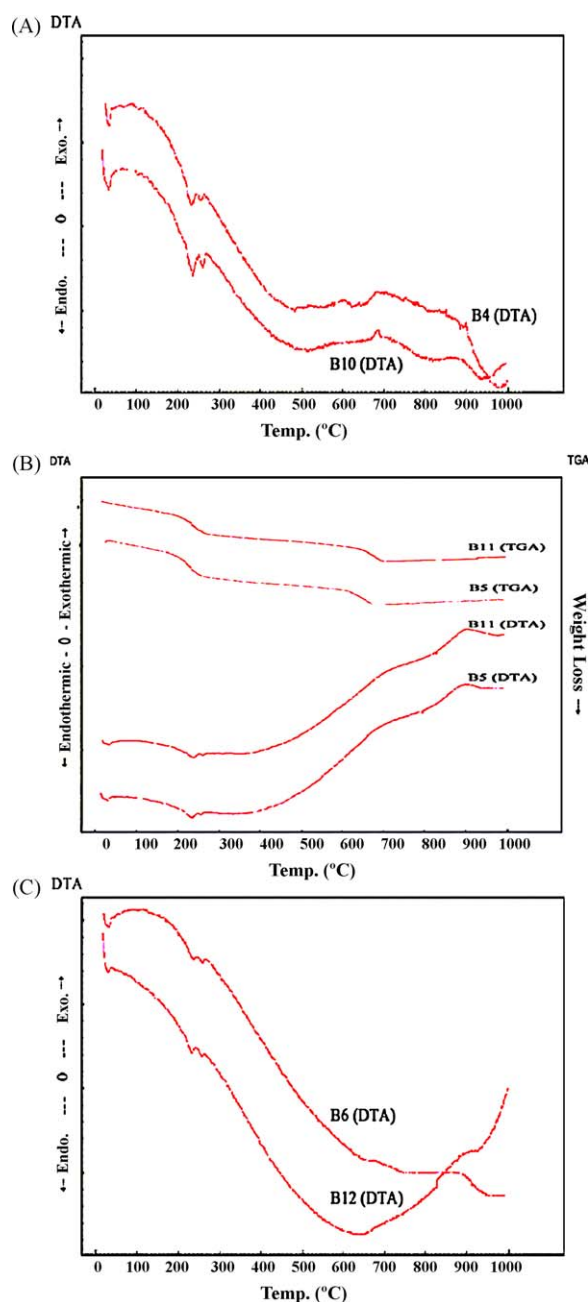 (A) DTA
← Endo. --- 0 --- Exo. →
B4 (DTA)
B10 (DTA)
0 100 200 300 400 500 600 700 800 900 1000
Temp. (ºC)
(B) DTA TGA
← Endothermic - 0 - Exothermic →
Weight Loss →
B11 (TGA)
B5 (TGA)
B11 (DTA)
B5 (DTA)
0 100 200 300 400 500 600 700 800 900 1000
Temp. (ºC)
(C) DTA
← Endo. --- 0 --- Exo. →
B6 (DTA)
B12 (DTA)
0 100 200 300 400 500 600 700 800 900 1000
Temp. (ºC)